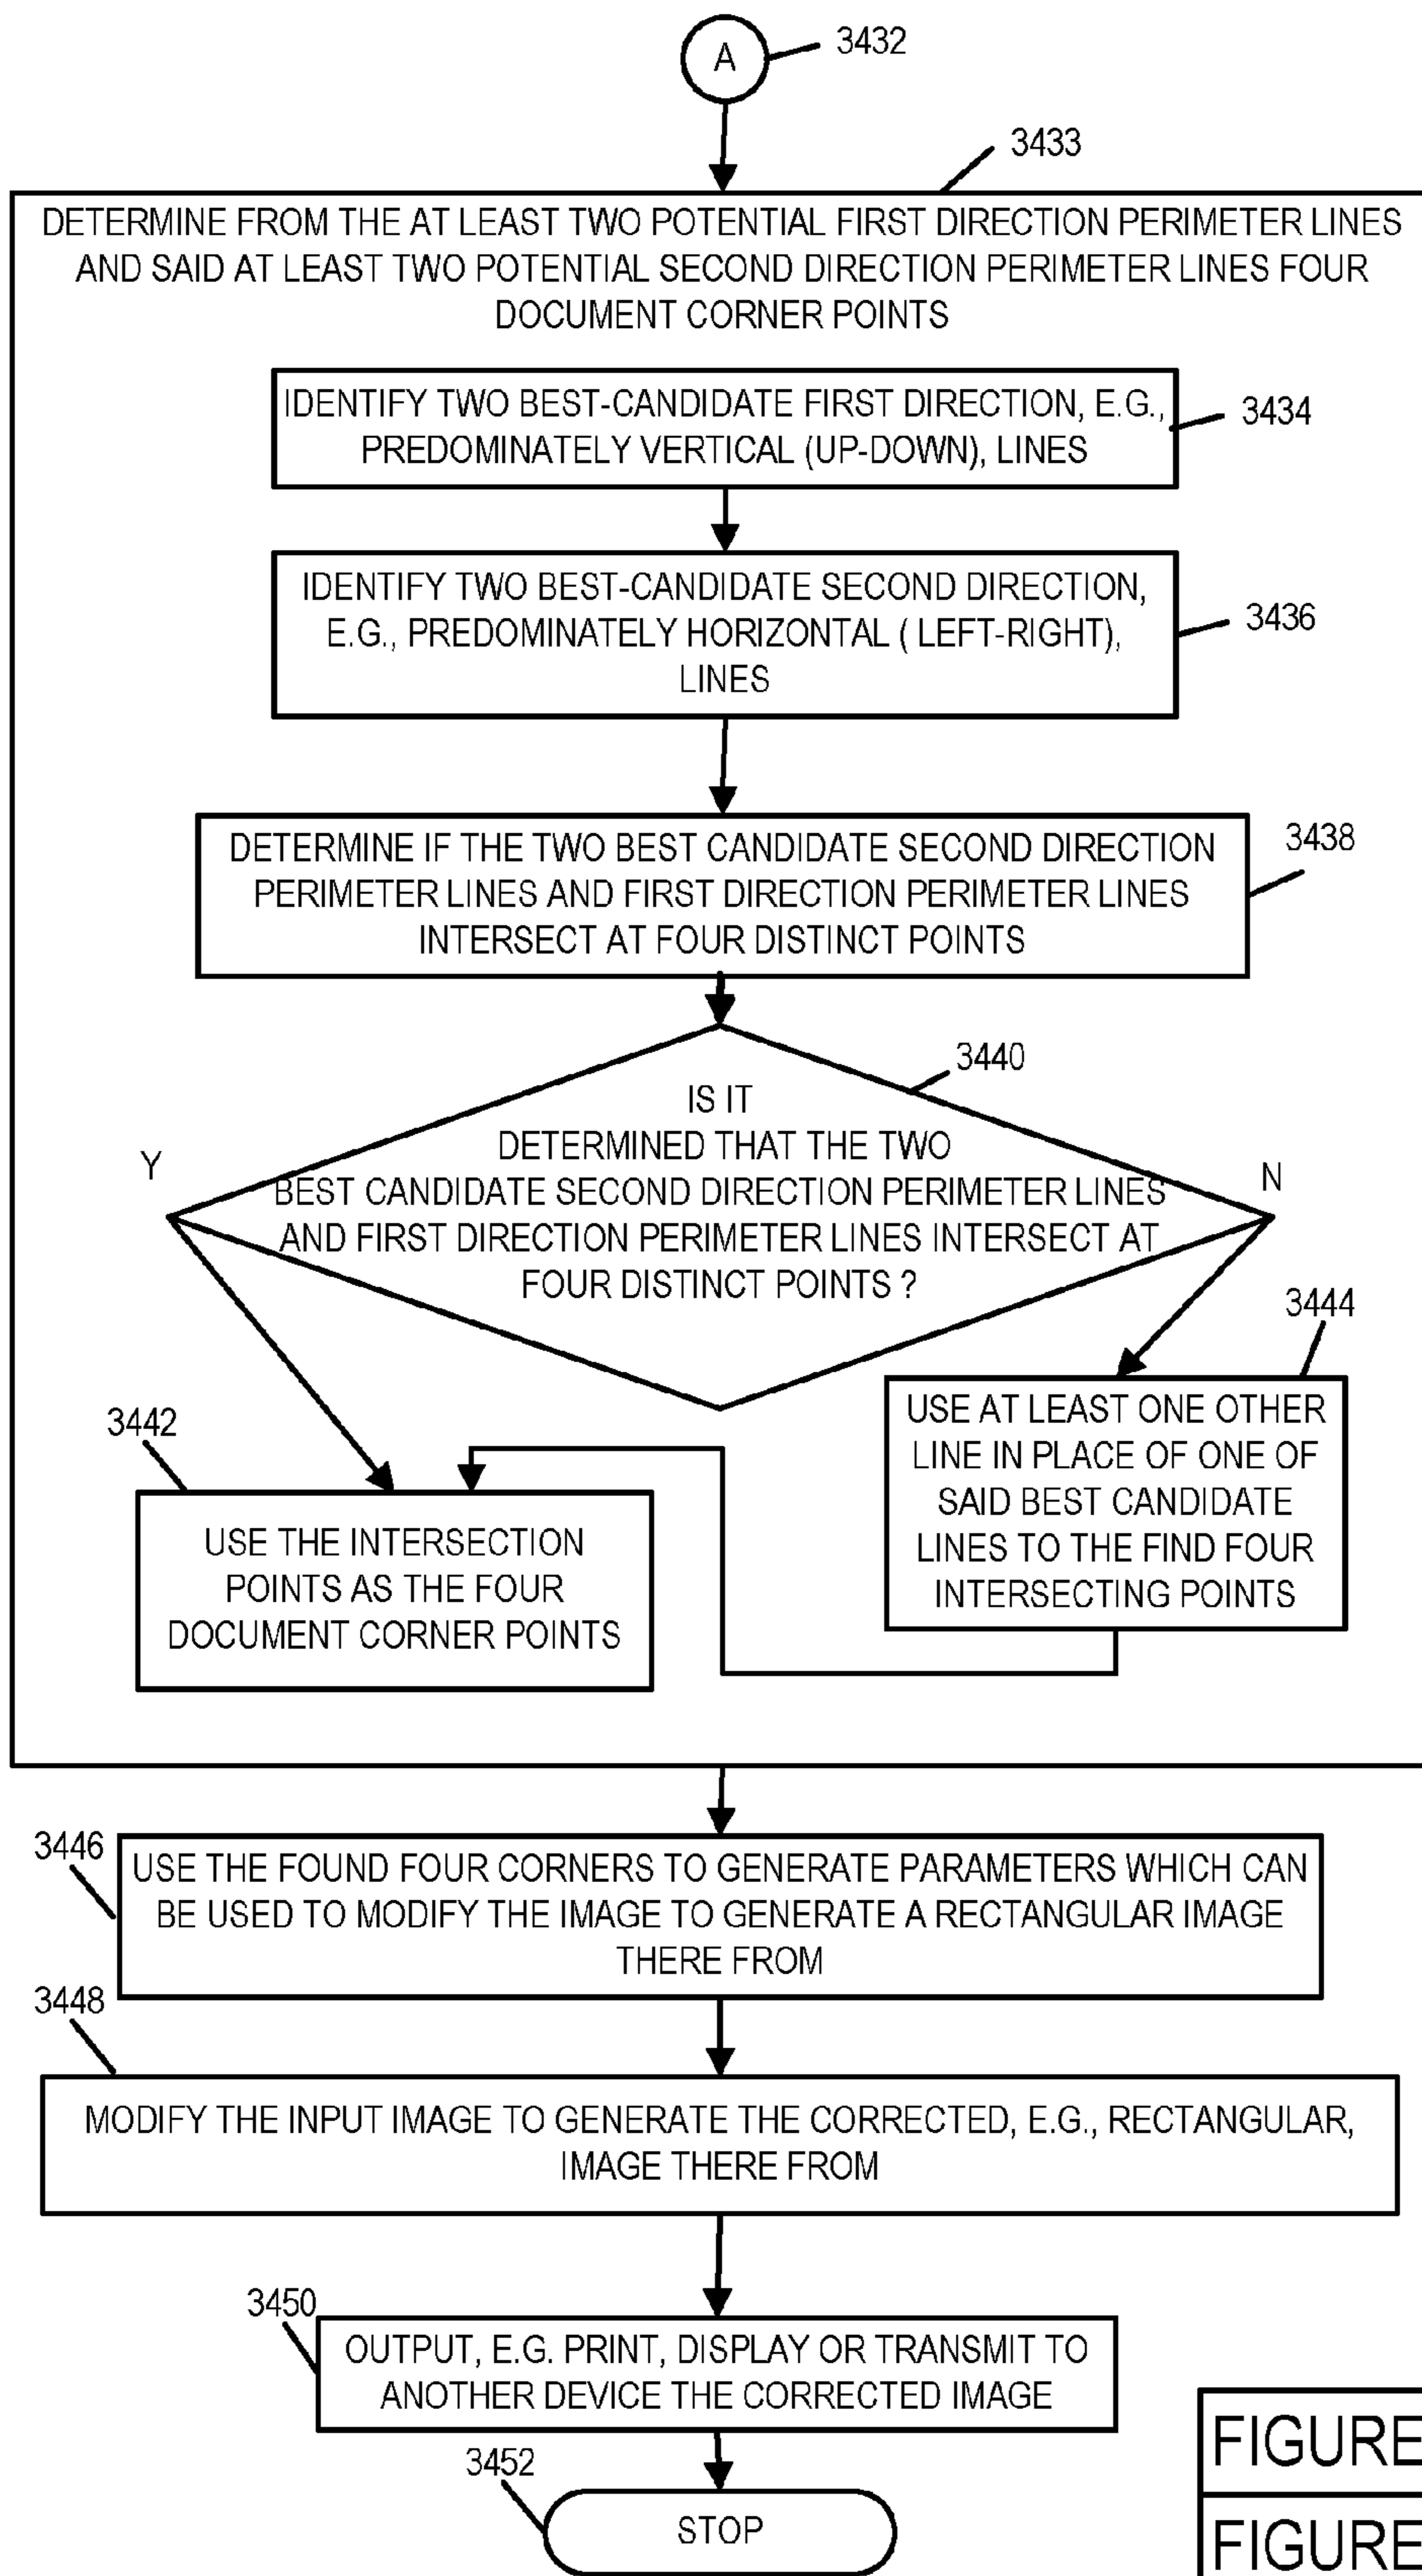 A
3432
3433
DETERMINE FROM THE AT LEAST TWO POTENTIAL FIRST DIRECTION PERIMETER LINES
AND SAID AT LEAST TWO POTENTIAL SECOND DIRECTION PERIMETER LINES FOUR
DOCUMENT CORNER POINTS
IDENTIFY TWO BEST-CANDIDATE FIRST DIRECTION, E.G.,
PREDOMINATELY VERTICAL (UP-DOWN), LINES
3434
IDENTIFY TWO BEST-CANDIDATE SECOND DIRECTION,
E.G., PREDOMINATELY HORIZONTAL ( LEFT-RIGHT),
LINES
3436
DETERMINE IF THE TWO BEST CANDIDATE SECOND DIRECTION
PERIMETER LINES AND FIRST DIRECTION PERIMETER LINES
INTERSECT AT FOUR DISTINCT POINTS
3438
3440
IS IT
DETERMINED THAT THE TWO
BEST CANDIDATE SECOND DIRECTION PERIMETER LINES
AND FIRST DIRECTION PERIMETER LINES INTERSECT AT
FOUR DISTINCT POINTS ?
Y
N
3444
USE AT LEAST ONE OTHER
LINE IN PLACE OF ONE OF
SAID BEST CANDIDATE
LINES TO THE FIND FOUR
INTERSECTING POINTS
3442
USE THE INTERSECTION
POINTS AS THE FOUR
DOCUMENT CORNER POINTS
3446
USE THE FOUND FOUR CORNERS TO GENERATE PARAMETERS WHICH CAN
BE USED TO MODIFY THE IMAGE TO GENERATE A RECTANGULAR IMAGE
THERE FROM
3448
MODIFY THE INPUT IMAGE TO GENERATE THE CORRECTED, E.G., RECTANGULAR,
IMAGE THERE FROM
3450
OUTPUT, E.G. PRINT, DISPLAY OR TRANSMIT TO
ANOTHER DEVICE THE CORRECTED IMAGE
3452
STOP
FIGURE
FIGURE